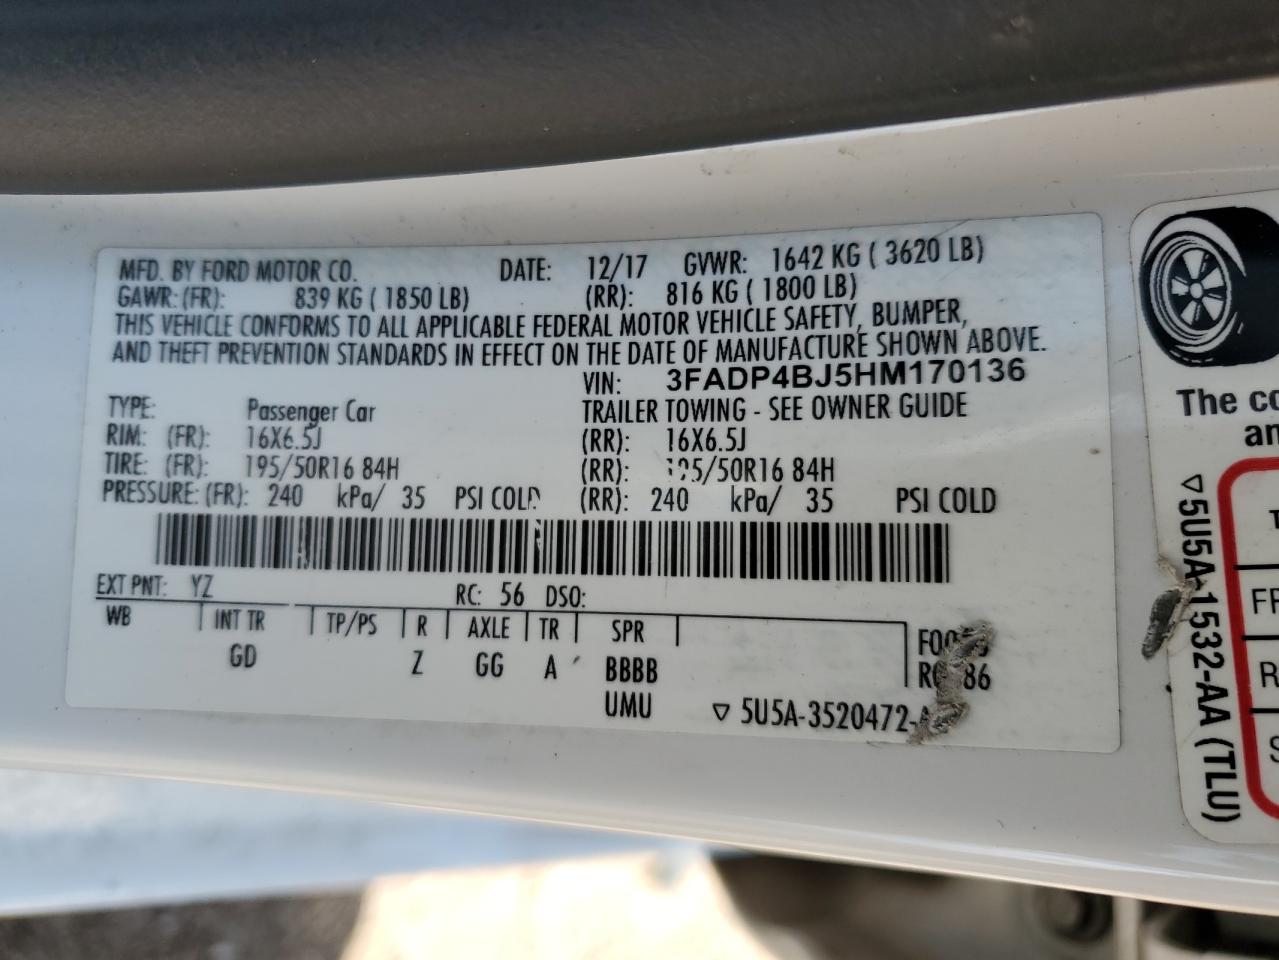 MFD. BY FORD MOTOR CO. DATE: 12/17 GVWR: 1642 KG ( 3620 LB)
GAWR: (FR): 839 KG ( 1850 LB) (RR): 816 KG ( 1800 LB)
THIS VEHICLE CONFORMS TO ALL APPLICABLE FEDERAL MOTOR VEHICLE SAFETY, BUMPER,
AND THEFT PREVENTION STANDARDS IN EFFECT ON THE DATE OF MANUFACTURE SHOWN ABOVE.
VIN: 3FADP4BJ5HM170136
TYPE: Passenger Car TRAILER TOWING - SEE OWNER GUIDE
RIM: (FR): 16X6.5J (RR): 16X6.5J
TIRE: (FR): 195/50R16 84H (RR): 195/50R16 84H
PRESSURE: (FR): 240 kPa/ 35 PSI COLD (RR): 240 kPa/ 35 PSI COLD
EXT PNT: YZ RC: 56 DSO:
WB INT TR TP/PS R AXLE TR SPR
GD Z GG A BBBB
UMU ▽ 5U5A-3520472-
The
▽5U5A-1532-AA (TLU)